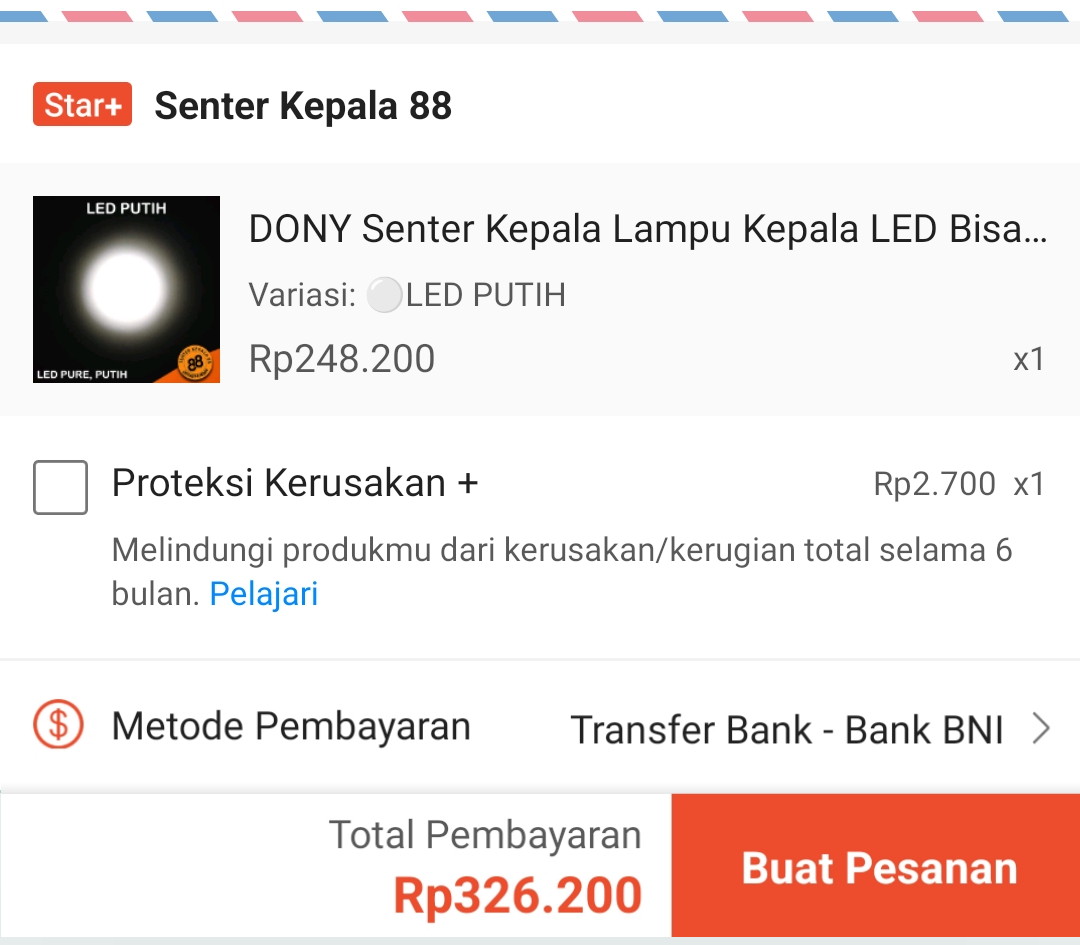 Star+ Senter Kepala 88
LED PUTIH
LED PURE, PUTIH
88
DONY Senter Kepala Lampu Kepala LED Bisa...
Variasi: ⚪LED PUTIH
Rp248.200 x1
Proteksi Kerusakan + Rp2.700 x1
Melindungi produkmu dari kerusakan/kerugian total selama 6
bulan. Pelajari
Metode Pembayaran Transfer Bank - Bank BNI
Total Pembayaran
Rp326.200
Buat Pesanan